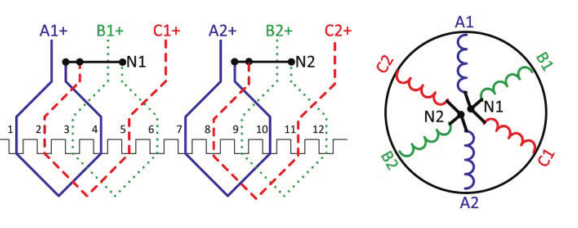 A1+ B1+ C1+ A2+ B2+ C2+
N1 N2
1 2 3 4 5 6 7 8 9 10 11 12
A1
C2 B1
N1
N2
B2 C1
A2